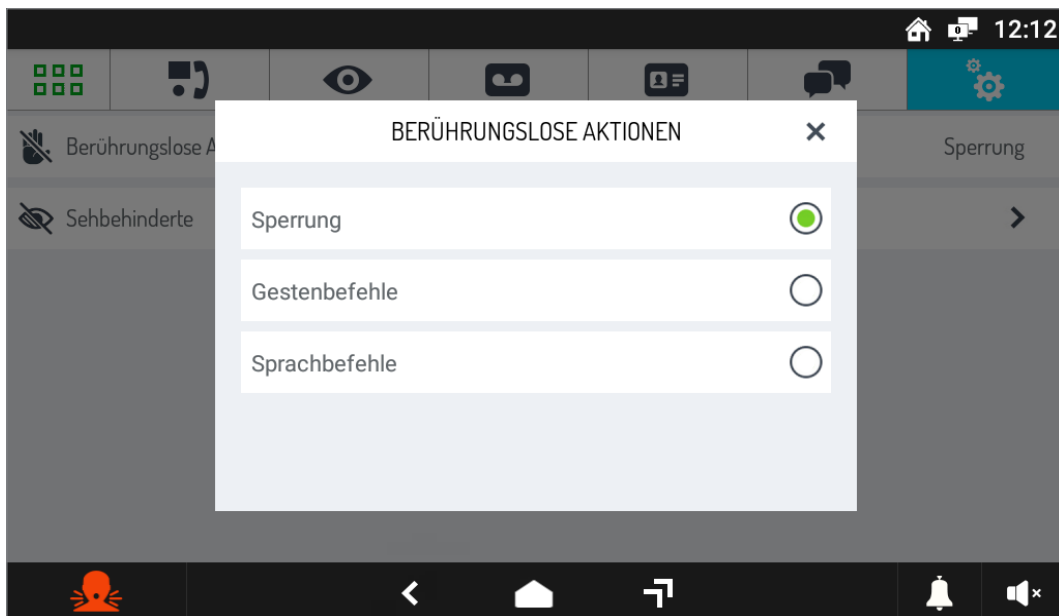 12:12
BERÜHRUNGSLOSE AKTIONEN
Berührungslose A
Sperrung
Sehbehinderte
Sperrung
Gestenbefehle
Sprachbefehle